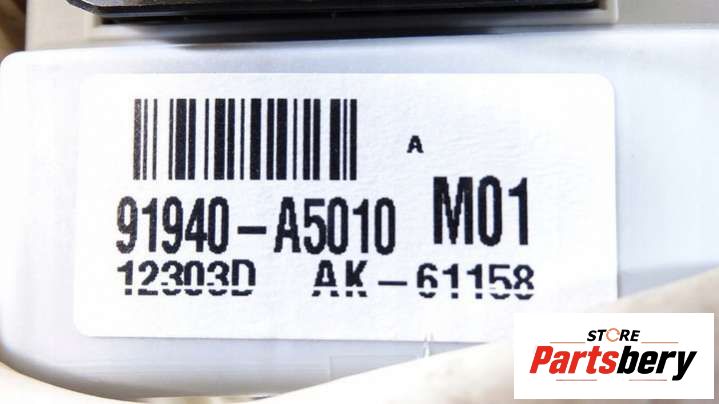 A
91940-A5010 M01
12303D AK-61158
STORE
Partsbery